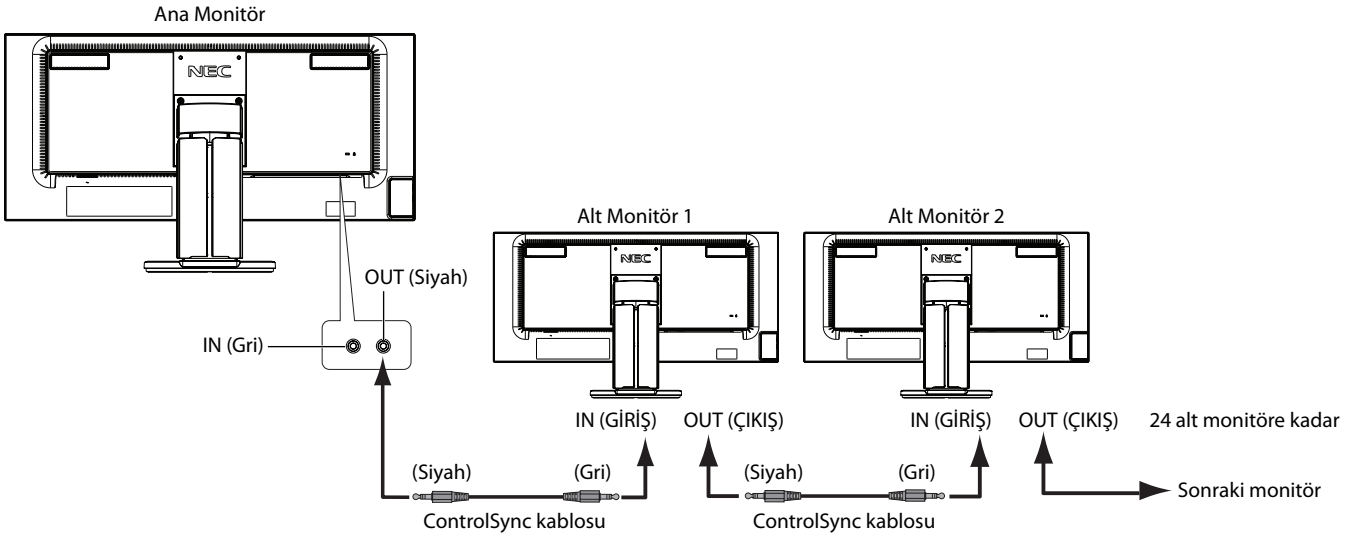 Ana Monitör
NEC
OUT (Siyah)
IN (Gri)
Alt Monitör 1
NEC
Alt Monitör 2
NEC
IN (GİRİŞ)
OUT (ÇIKIŞ)
IN (GİRİŞ)
OUT (ÇIKIŞ)
24 alt monitöre kadar
(Siyah)
(Gri)
(Siyah)
(Gri)
Sonraki monitör
ControlSync kablosu
ControlSync kablosu